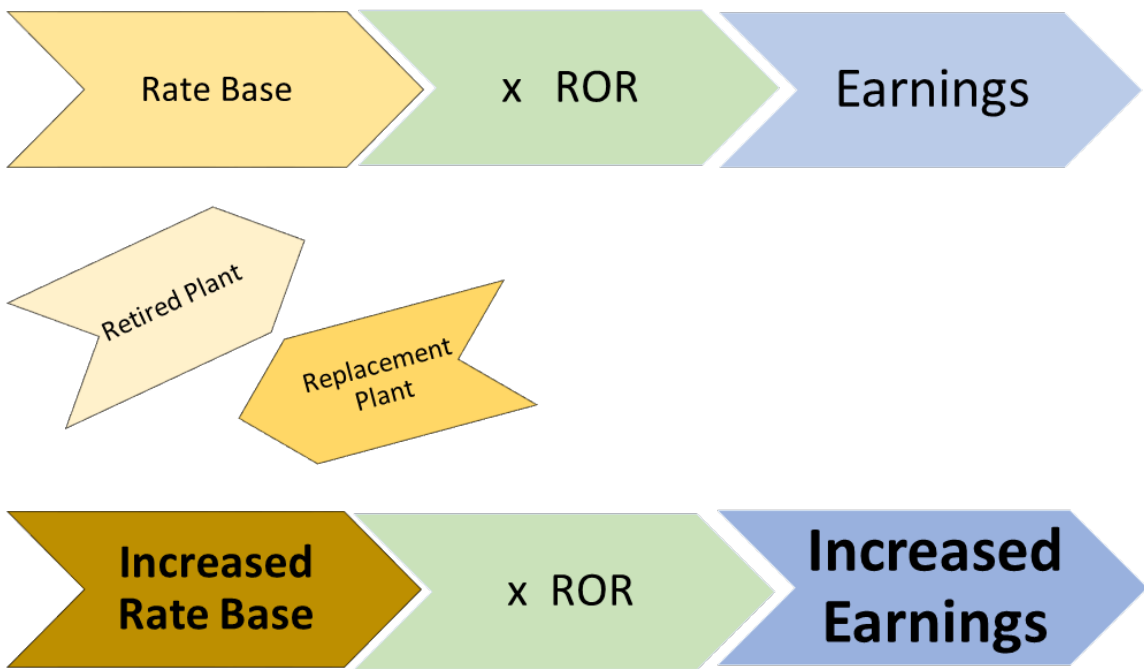 Rate Base
x ROR
Earnings
Retired Plant
Replacement
Plant
Increased
Rate Base
x ROR
Increased
Earnings